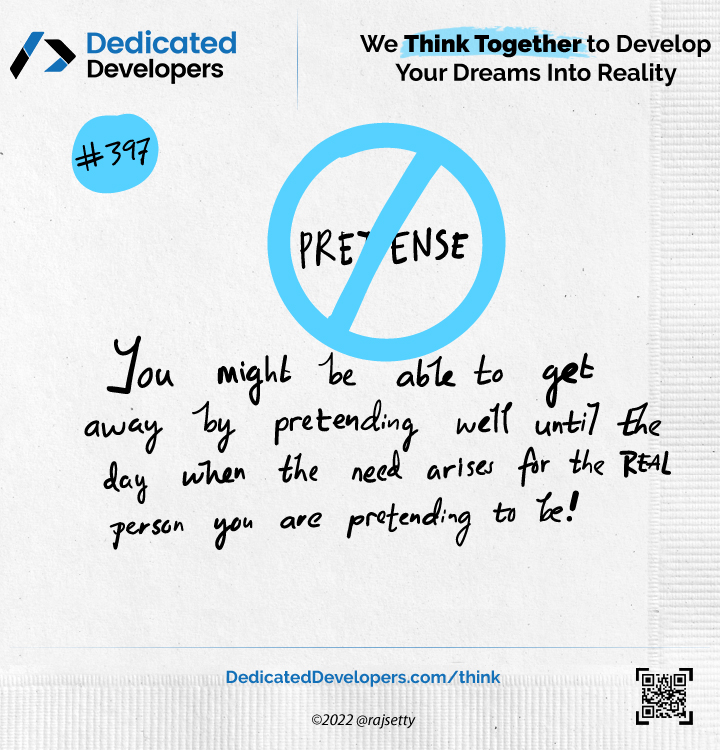 Dedicated
Developers
We Think Together to Develop
Your Dreams Into Reality
#397
PRETENSE
You might be able to get
away by pretending well until the
day when the need arises for the REAL
person you are pretending to be!
DedicatedDevelopers.com/think
©2022 @rajsetty